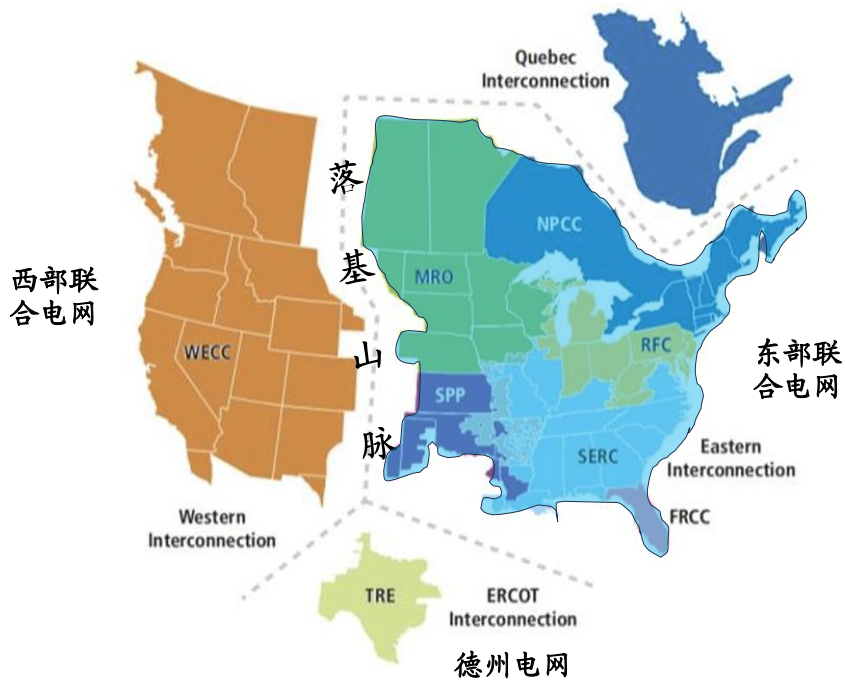 Quebec
Interconnection
落
基
山
脉
NPCC
MRO
西部联
合电网
WECC
RFC
东部联
合电网
SPP
SERC
Eastern
Interconnection
FRCC
Western
Interconnection
TRE
ERCOT
Interconnection
德州电网